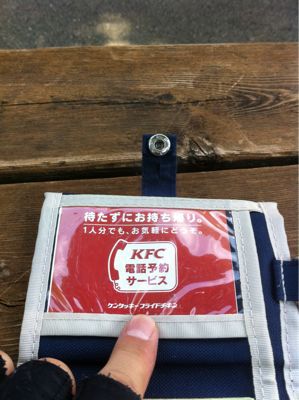 待たずにお持ち帰り。
1人分でも、お気軽にどうぞ。
KFC
電話予約
サービス
ケンタッキーフライドチキン